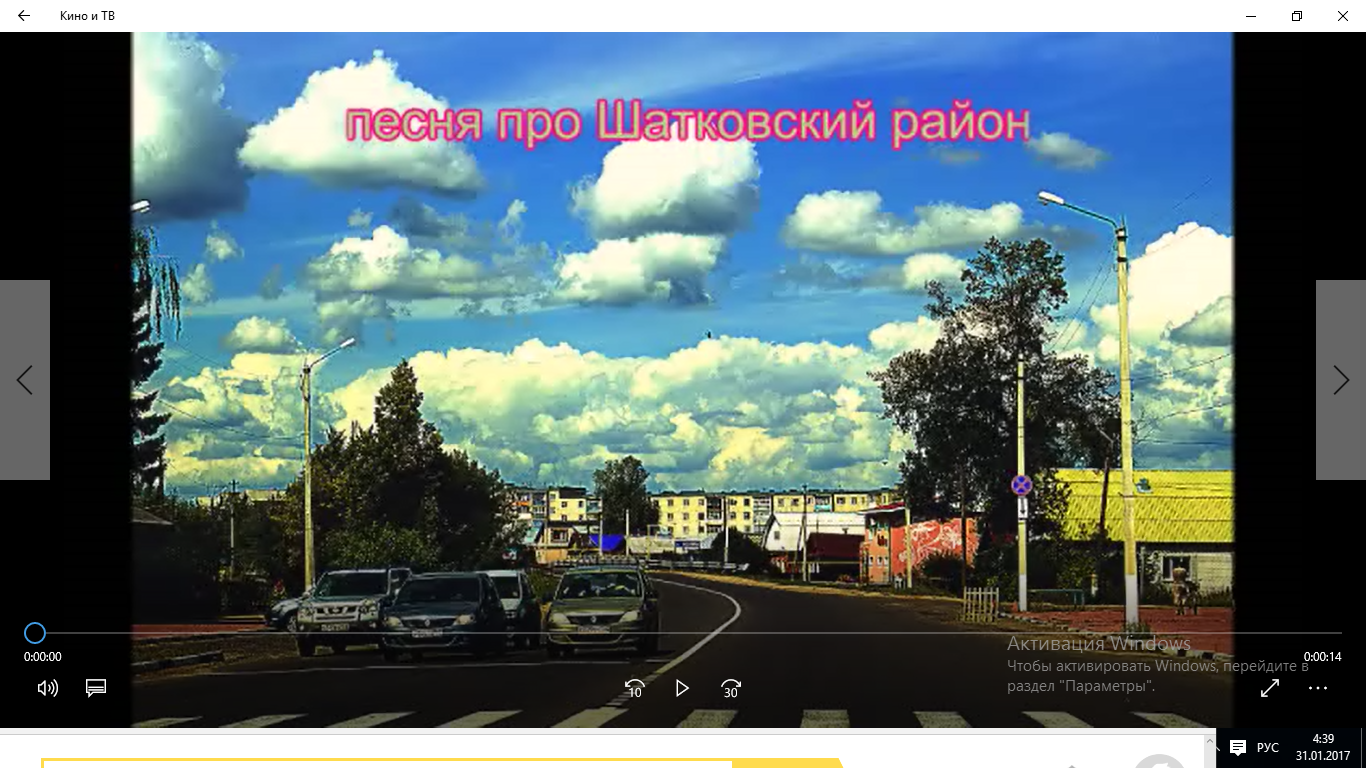 Кино и ТВ
песня про Шатковский район
0:00:00
0:00:14
10
30
Активация Windows
Чтобы активировать Windows, перейдите в
раздел "Параметры".
РУС
4:39
31.01.2017